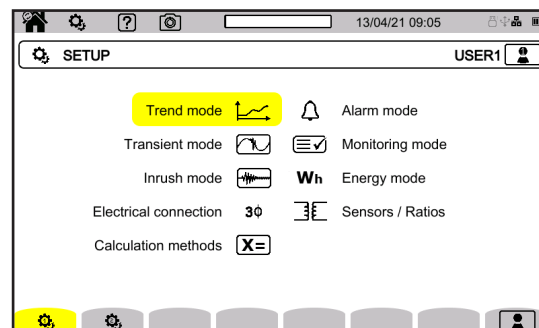 ? 13/04/21 09:05
SETUP USER1
Trend mode Alarm mode
Transient mode Monitoring mode
Inrush mode Wh Energy mode
Electrical connection 3Φ Sensors / Ratios
Calculation methods X=